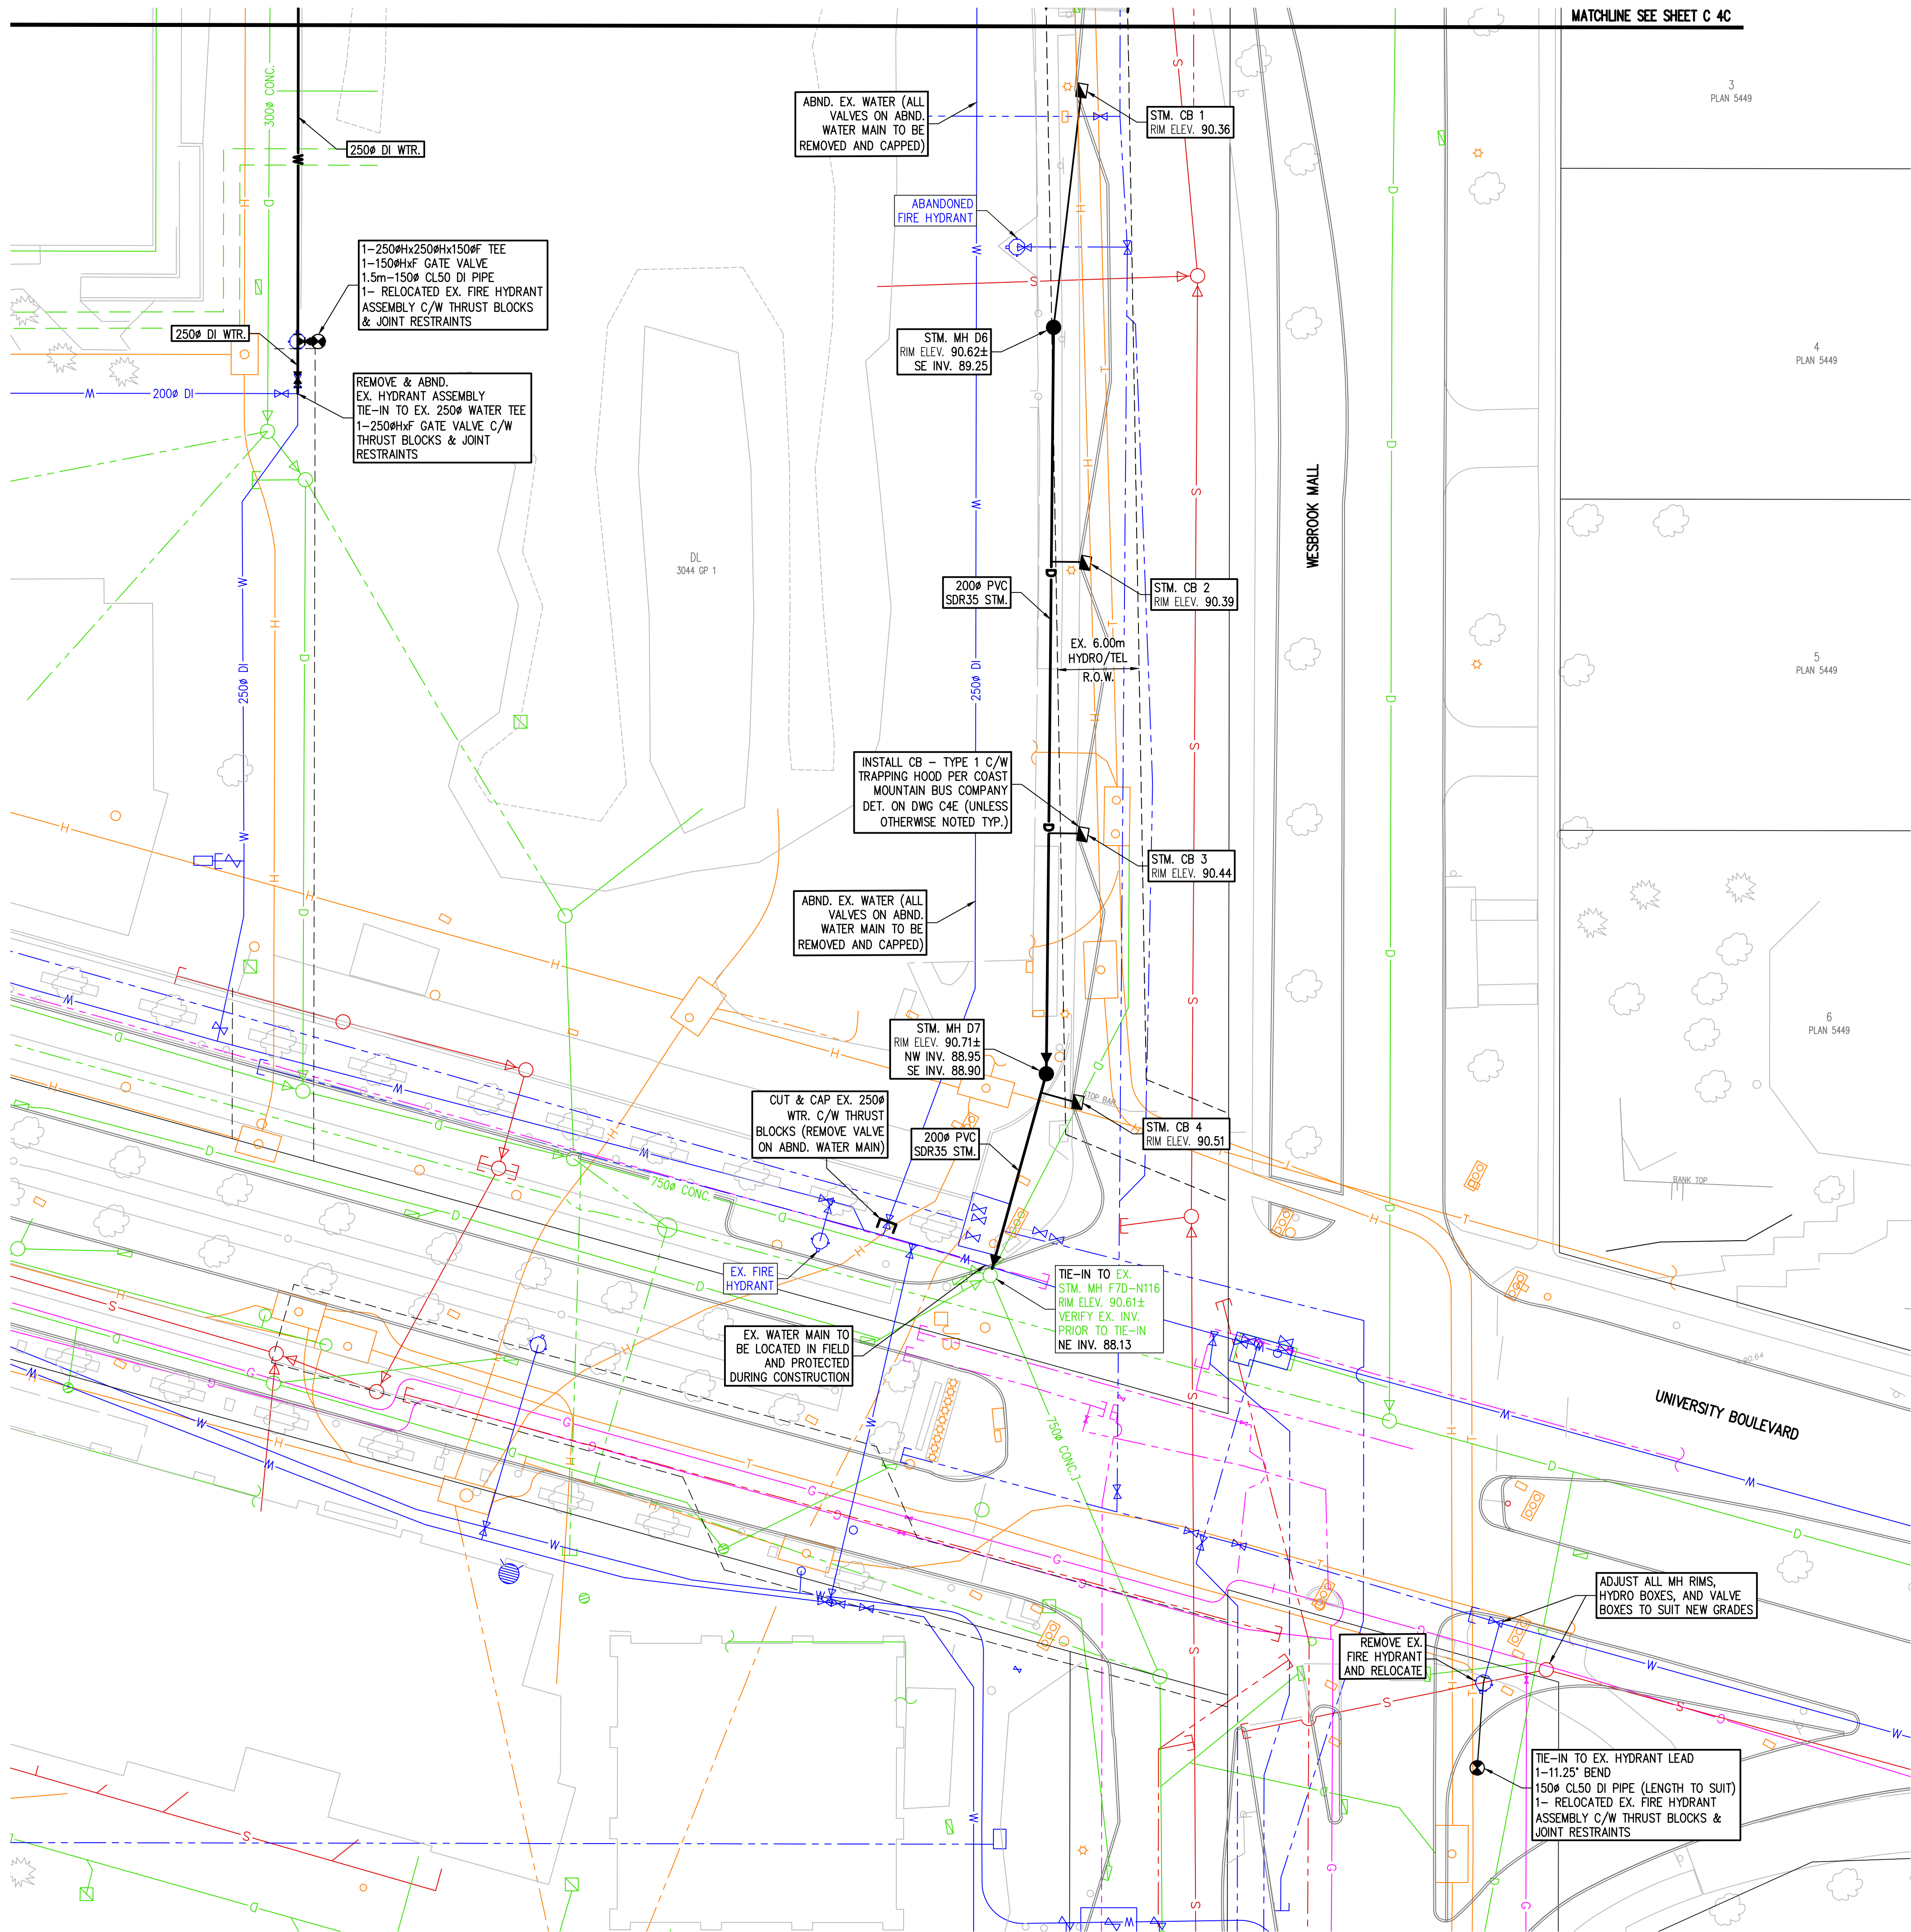 MATCHLINE SEE SHEET C 4C
300Ø CONC.
250ø DI WTR.
1-250øHx250øHx150øF TEE
1-150øHxF GATE VALVE
1.5m-150ø CL50 DI PIPE
1- RELOCATED EX. FIRE HYDRANT
ASSEMBLY C/W THRUST BLOCKS
& JOINT RESTRAINTS
250ø DI WTR.
REMOVE & ABND.
EX. HYDRANT ASSEMBLY
TIE-IN TO EX. 250ø WATER TEE
1-250øHxF GATE VALVE C/W
THRUST BLOCKS & JOINT
RESTRAINTS
W
200ø DI
250ø DI
ABND. EX. WATER (ALL
VALVES ON ABND.
WATER MAIN TO BE
REMOVED AND CAPPED)
ABANDONED
FIRE HYDRANT
STM. CB 1
RIM ELEV. 90.36
STM. MH D6
RIM ELEV. 90.62±
SE INV. 89.25
DL
3044 GP 1
200ø PVC
SDR35 STM.
STM. CB 2
RIM ELEV. 90.39
EX. 6.00m
HYDRO/TEL
R.O.W.
250ø DI
WESBROOK MALL
3
PLAN 5449
4
PLAN 5449
5
PLAN 5449
6
PLAN 5449
INSTALL CB - TYPE 1 C/W
TRAPPING HOOD PER COAST
MOUNTAIN BUS COMPANY
DET. ON DWG C4E (UNLESS
OTHERWISE NOTED TYP.)
STM. CB 3
RIM ELEV. 90.44
ABND. EX. WATER (ALL
VALVES ON ABND.
WATER MAIN TO BE
REMOVED AND CAPPED)
STM. MH D7
RIM ELEV. 90.71±
NW INV. 88.95
SE INV. 88.90
STOP BAR
CUT & CAP EX. 250ø
WTR. C/W THRUST
BLOCKS (REMOVE VALVE
ON ABND. WATER MAIN)
200ø PVC
SDR35 STM.
STM. CB 4
RIM ELEV. 90.51
750ø CONC.
BANK TOP
EX. FIRE
HYDRANT
TIE-IN TO EX.
STM. MH F7D-N116
RIM ELEV. 90.61±
VERIFY EX. INV.
PRIOR TO TIE-IN
NE INV. 88.13
EX. WATER MAIN TO
BE LOCATED IN FIELD
AND PROTECTED
DURING CONSTRUCTION
750ø CONC.
UNIVERSITY BOULEVARD
ADJUST ALL MH RIMS,
HYDRO BOXES, AND VALVE
BOXES TO SUIT NEW GRADES
REMOVE EX.
FIRE HYDRANT
AND RELOCATE
TIE-IN TO EX. HYDRANT LEAD
1-11.25° BEND
150ø CL50 DI PIPE (LENGTH TO SUIT)
1- RELOCATED EX. FIRE HYDRANT
ASSEMBLY C/W THRUST BLOCKS &
JOINT RESTRAINTS